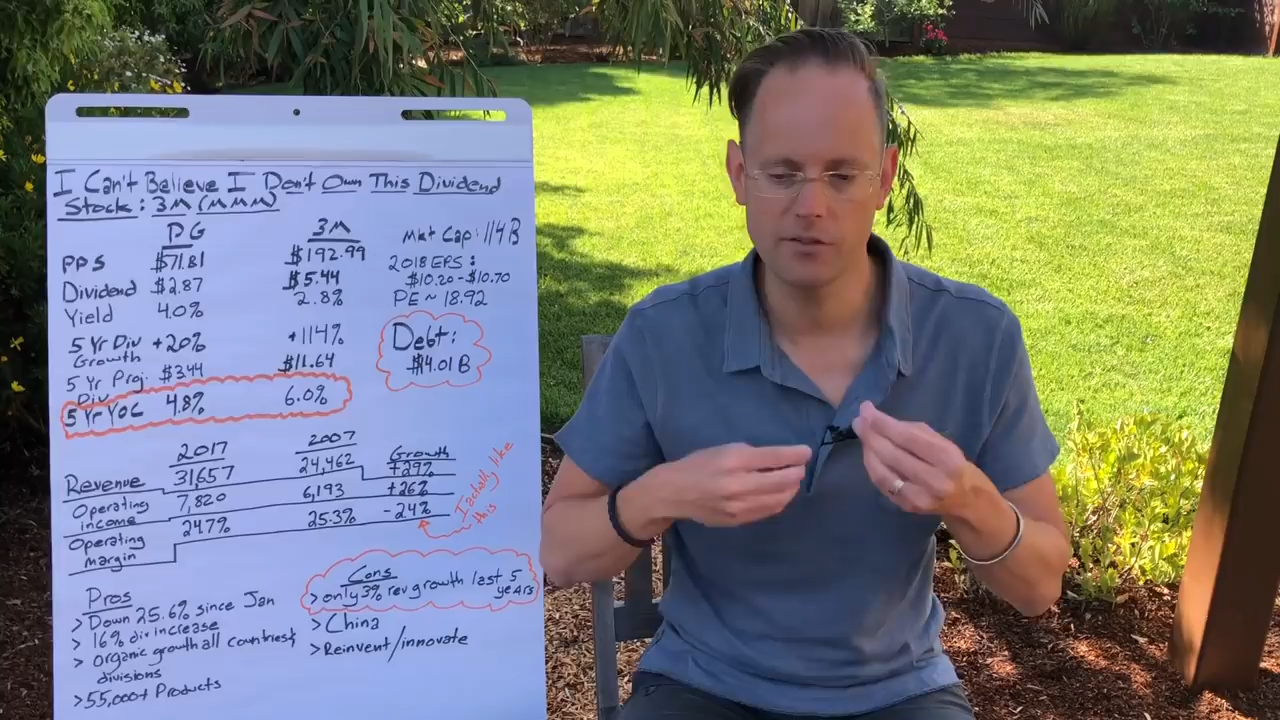 I Can't Believe I Don't Own This Dividend
Stock: 3M (MMM)
PG 3M
PPS $71.81 $192.99
Dividend $2.87 $5.44
Yield 4.0% 2.8%
5 Yr Div Growth +20% +114%
5 Yr Proj. Div $3.44 $11.64
5 Yr YOC 4.8% 6.0%
Mkt Cap: 114 B
2018 EPS:
$10.20-$10.70
PE ~ 18.92
Debt:
$14.01 B
2017 2007 Growth
Revenue 31,657 24,462 +29%
Operating income 7,820 6,193 +26%
Operating margin 24.7% 25.3% -24%
I actually like
this
Pros
> Down 25.6% since Jan
> 16% div increase
> Organic growth all countries &
divisions
> 55,000+ Products
Cons
> only 3% rev growth last 5
years
> China
> Reinvent/innovate